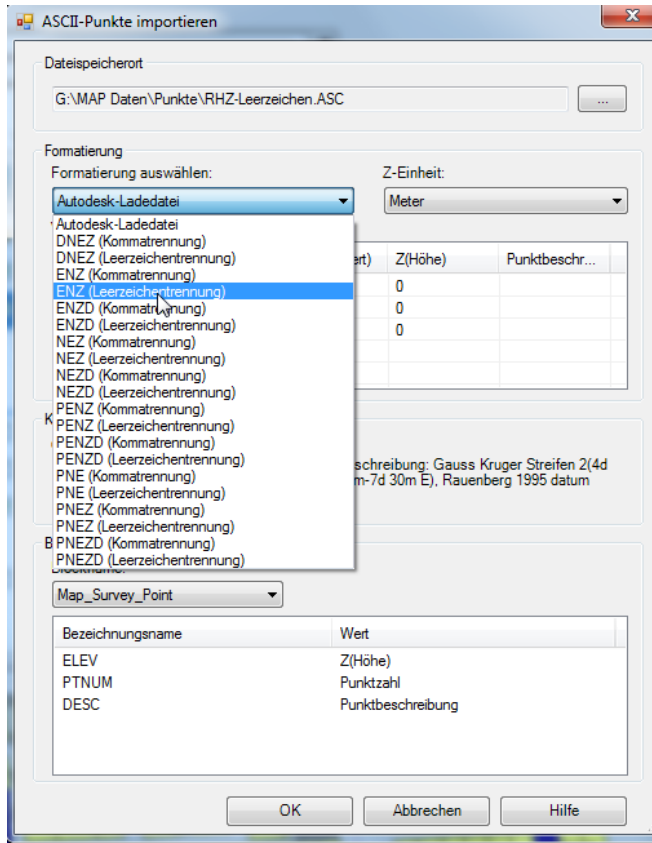 ASCII-Punkte importieren
Dateispeicherort
G:\MAP Daten\Punkte\RHZ-Leerzeichen.ASC
...
Formatierung
Formatierung auswählen:
Z-Einheit:
Autodesk-Ladedatei
Meter
Autodesk-Ladedatei
DNEZ (Kommatrennung)
DNEZ (Leerzeichentrennung)
ENZ (Kommatrennung)
ENZ (Leerzeichentrennung)
ENZD (Kommatrennung)
ENZD (Leerzeichentrennung)
NEZ (Kommatrennung)
NEZ (Leerzeichentrennung)
NEZD (Kommatrennung)
NEZD (Leerzeichentrennung)
PENZ (Kommatrennung)
PENZ (Leerzeichentrennung)
PENZD (Kommatrennung)
PENZD (Leerzeichentrennung)
PNE (Kommatrennung)
PNE (Leerzeichentrennung)
PNEZ (Kommatrennung)
PNEZ (Leerzeichentrennung)
PNEZD (Kommatrennung)
PNEZD (Leerzeichentrennung)
ert) Z(Höhe) Punktbeschr...
0
0
0
K
schreibung: Gauss Kruger Streifen 2(4d
m-7d 30m E), Rauenberg 1995 datum
B
Blockname:
Map_Survey_Point
Bezeichnungsname Wert
ELEV Z(Höhe)
PTNUM Punktzahl
DESC Punktbeschreibung
OK Abbrechen Hilfe